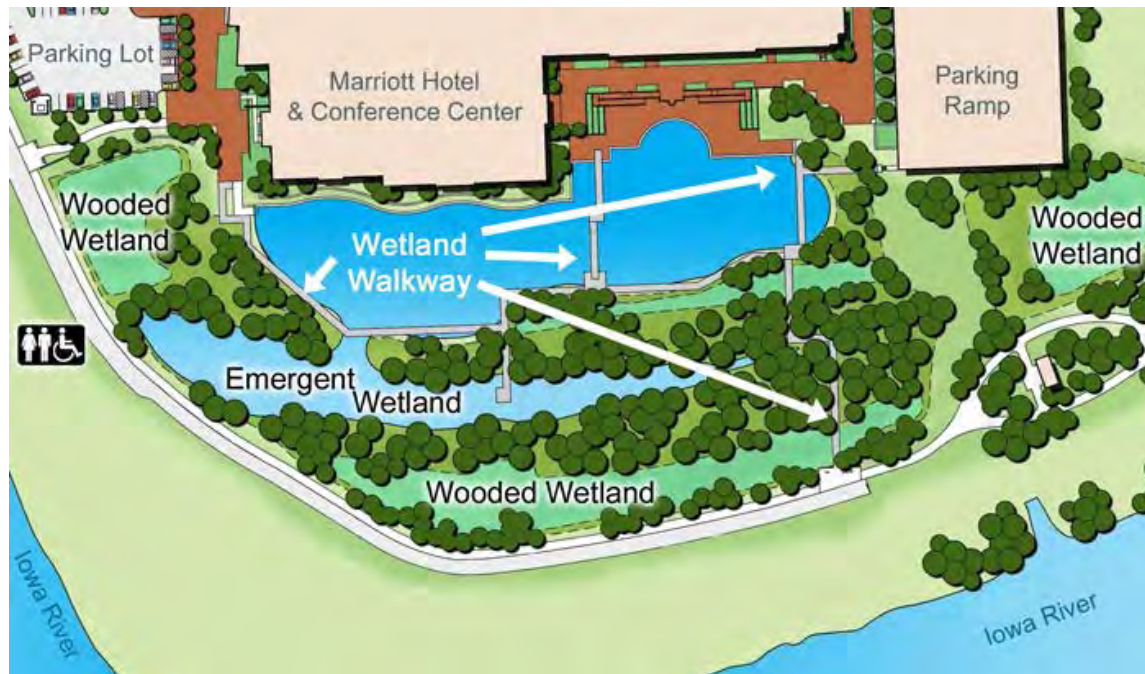 Parking Lot
Marriott Hotel
& Conference Center
Parking
Ramp
Wooded
Wetland
Wetland
Walkway
Wooded
Wetland
Emergent
Wetland
Wooded Wetland
Iowa River
Iowa River